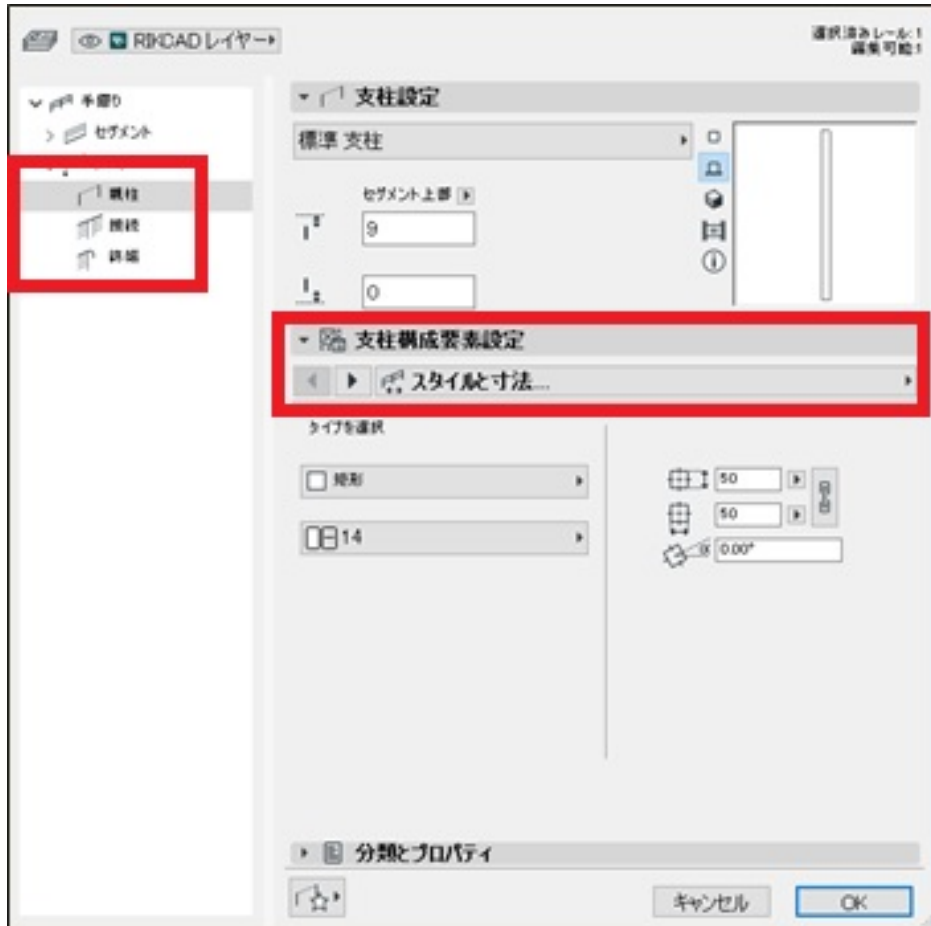 RIKCADレイヤー
選択済みレール:1
編集可能:1
手摺り
セグメント
親柱
接続
終端
支柱設定
標準 支柱
セグメント上部
9
0
支柱構成要素設定
スタイルと寸法...
タイプを選択
矩形
14
50
50
α 0.00°
分類とプロパティ
キャンセル
OK